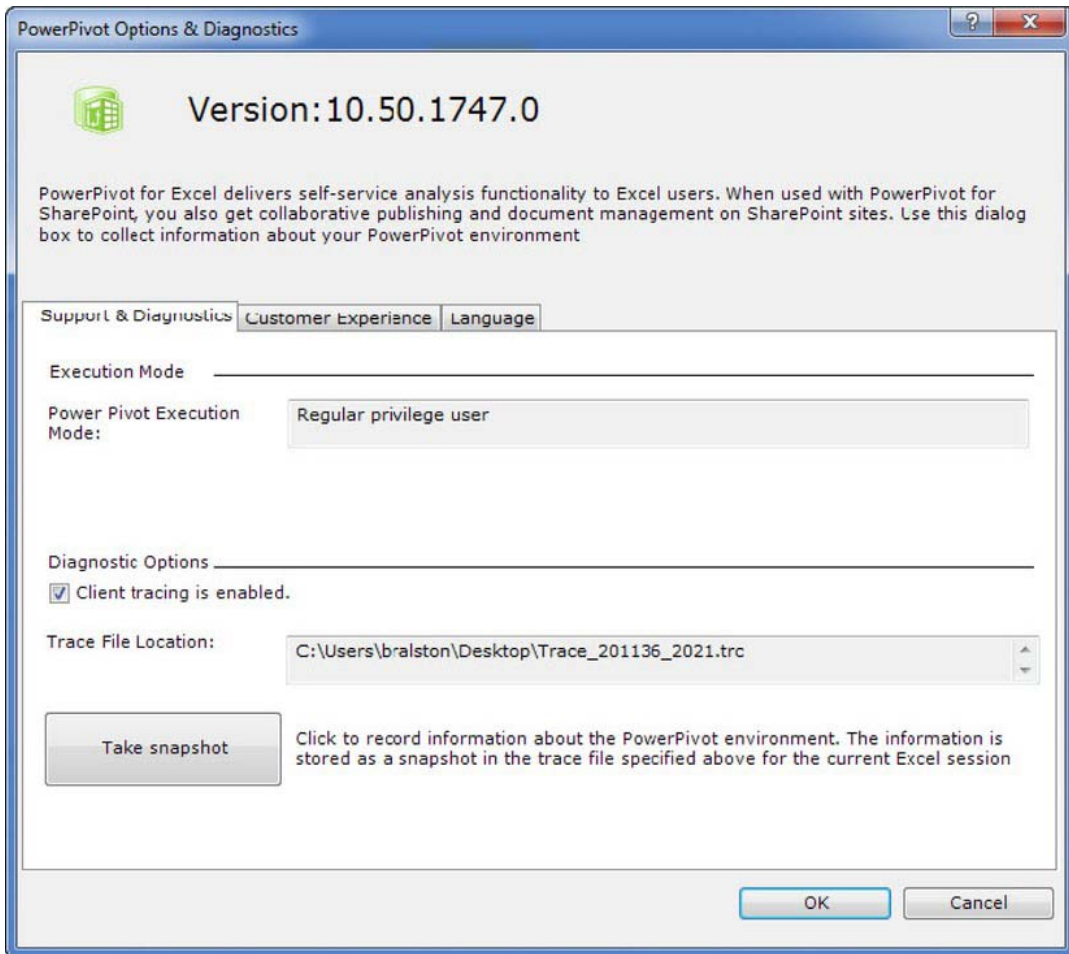 PowerPivot Options & Diagnostics
Version:10.50.1747.0
PowerPivot for Excel delivers self-service analysis functionality to Excel users. When used with PowerPivot for
SharePoint, you also get collaborative publishing and document management on SharePoint sites. Use this dialog
box to collect information about your PowerPivot environment
Support & Diagnostics
Customer Experience
Language
Execution Mode
Power Pivot Execution
Mode:
Regular privilege user
Diagnostic Options
Client tracing is enabled.
Trace File Location:
C:\Users\bralston\Desktop\Trace_201136_2021.trc
Take snapshot
Click to record information about the PowerPivot environment. The information is
stored as a snapshot in the trace file specified above for the current Excel session
OK
Cancel